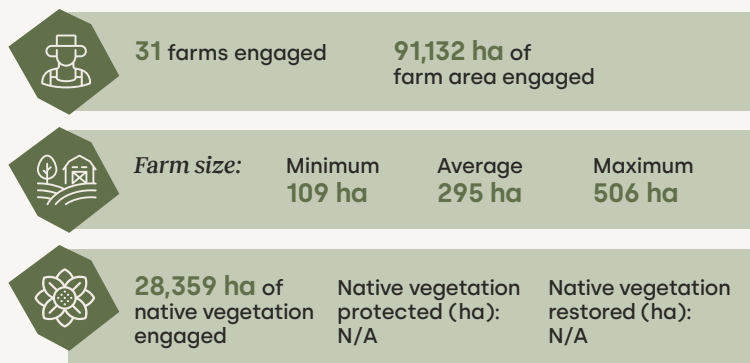 31 farms engaged
91,132 ha of
farm area engaged
Farm size:
Minimum
109 ha
Average
295 ha
Maximum
506 ha
28,359 ha of
native vegetation
engaged
Native vegetation
protected (ha):
N/A
Native vegetation
restored (ha):
N/A